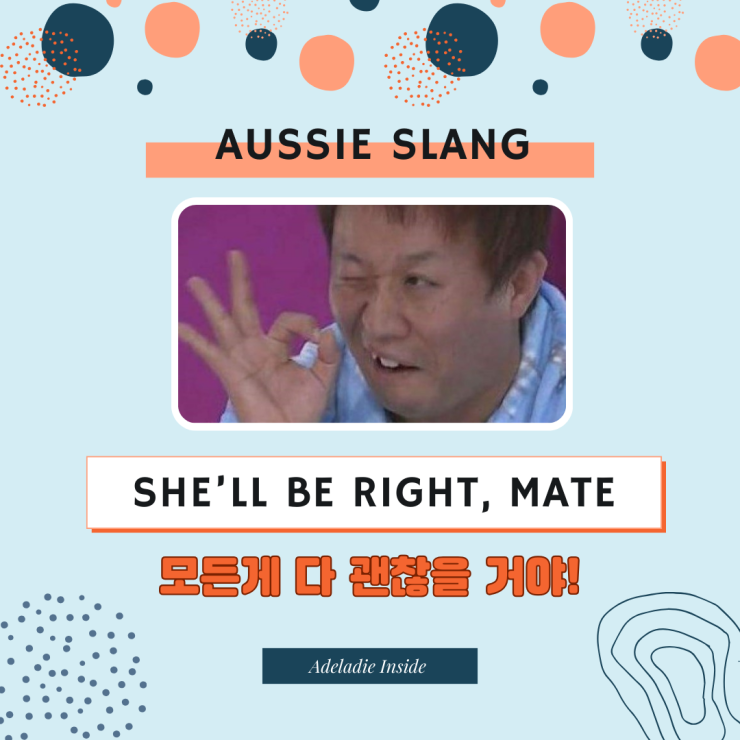 AUSSIE SLANG
SHE'LL BE RIGHT, MATE
모든게 다 괜찮을 거야!
Adeladie Inside